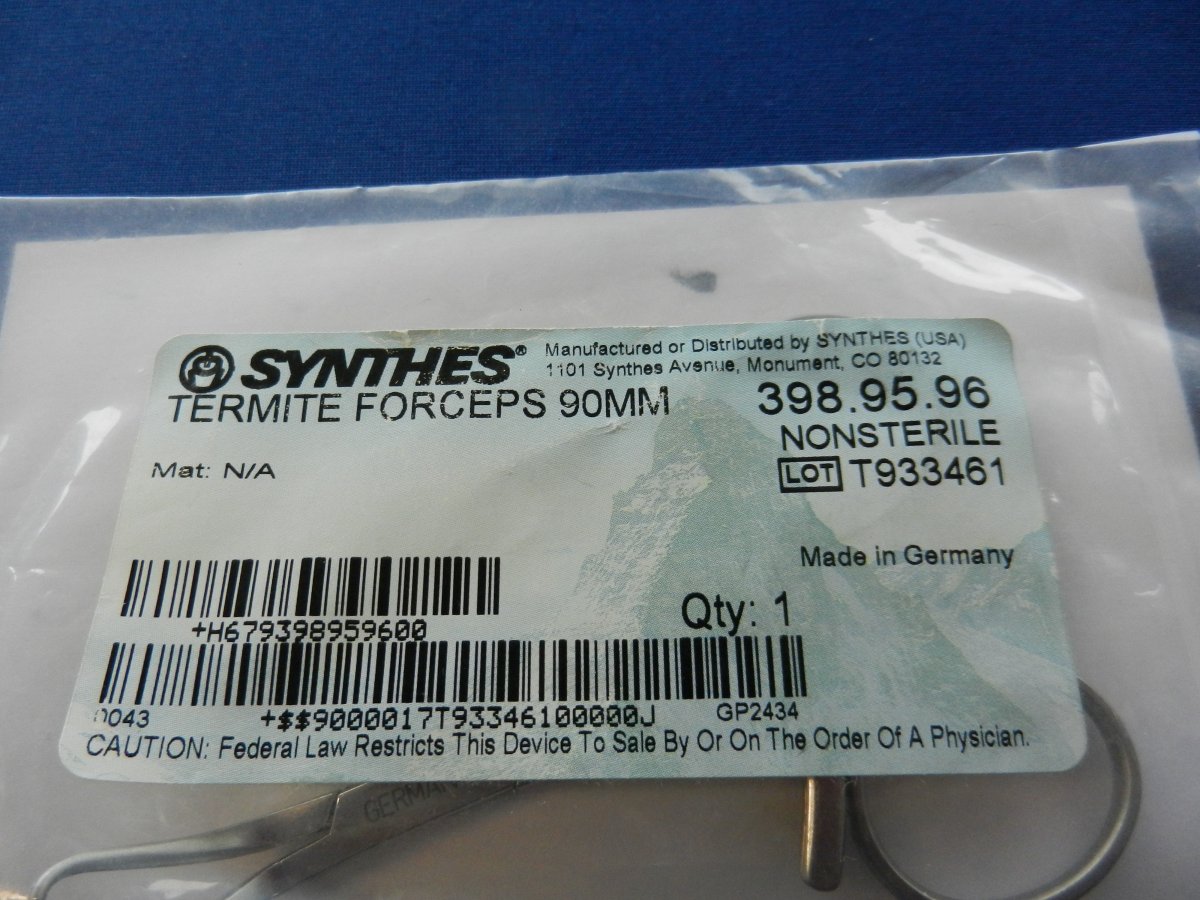 SYNTHES®
Manufactured or Distributed by SYNTHES (USA)
1101 Synthes Avenue, Monument, CO 80132
TERMITE FORCEPS 90MM
398.95.96
NONSTERILE
Mat: N/A
LOT T933461
Made in Germany
+H679398959600
Qty: 1
0043
+$$9000017T93346100000J
GP2434
CAUTION: Federal Law Restricts This Device To Sale By Or On The Order Of A Physician.
GERMAN